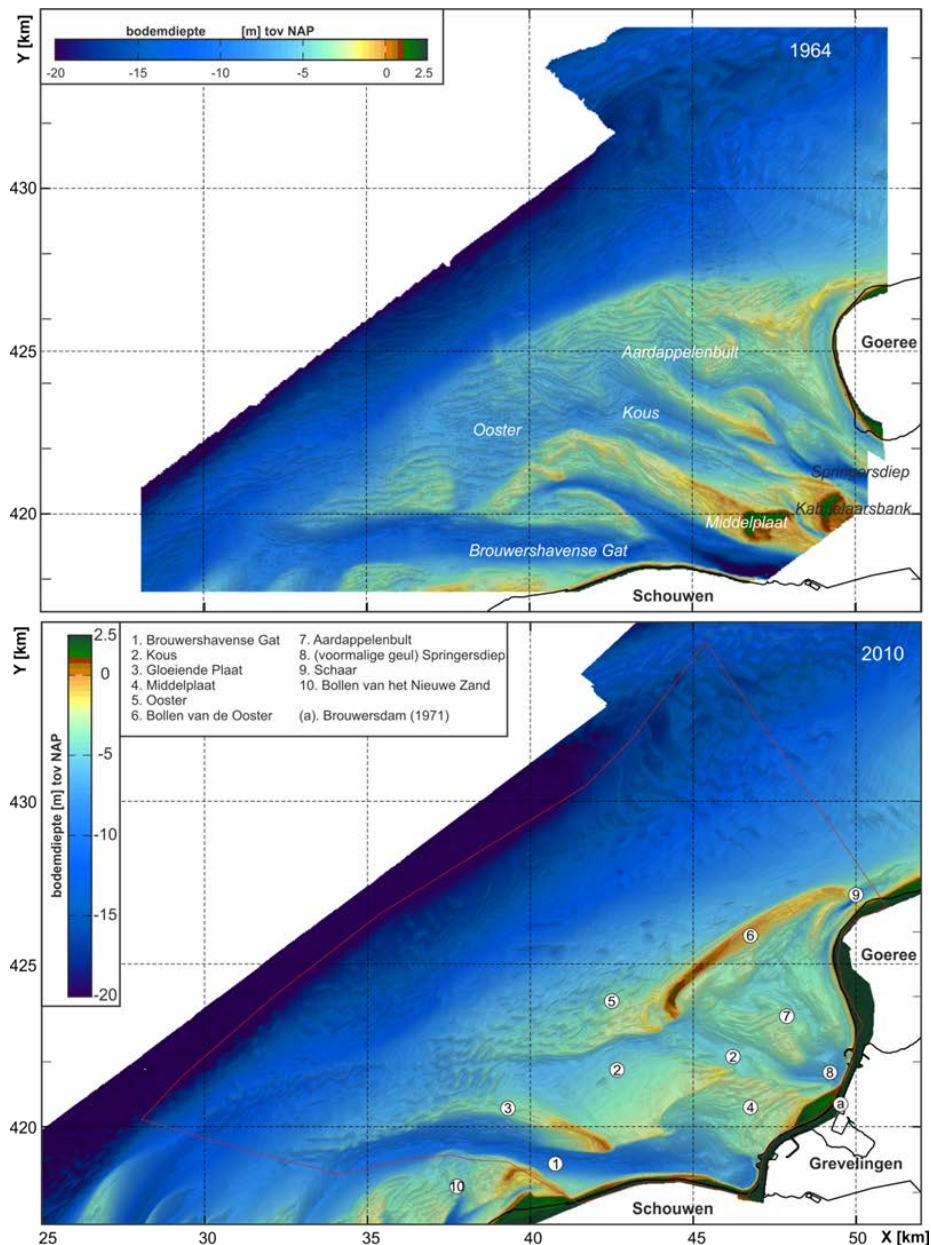 Y [km]
bodemdiepte [m] tov NAP
-20 -15 -10 -5 0 2.5
1964
430
425
420
Aardappelenbult
Goeree
Kous
Ooster
Springersdiep
Kabbelaarsbank
Middelplaat
Brouwershavense Gat
Schouwen
Y [km]
bodemdiepte [m] tov NAP
2.5
0
-5
-10
-15
-20
1. Brouwershavense Gat
2. Kous
3. Gloeiende Plaat
4. Middelplaat
5. Ooster
6. Bollen van de Ooster
7. Aardappelenbult
8. (voormalige geul) Springersdiep
9. Schaar
10. Bollen van het Nieuwe Zand
(a). Brouwersdam (1971)
2010
430
425
420
9
6
Goeree
5
7
2
2
8
3
4
a
1
Grevelingen
10
Schouwen
25 30 35 40 45 50 X [km]